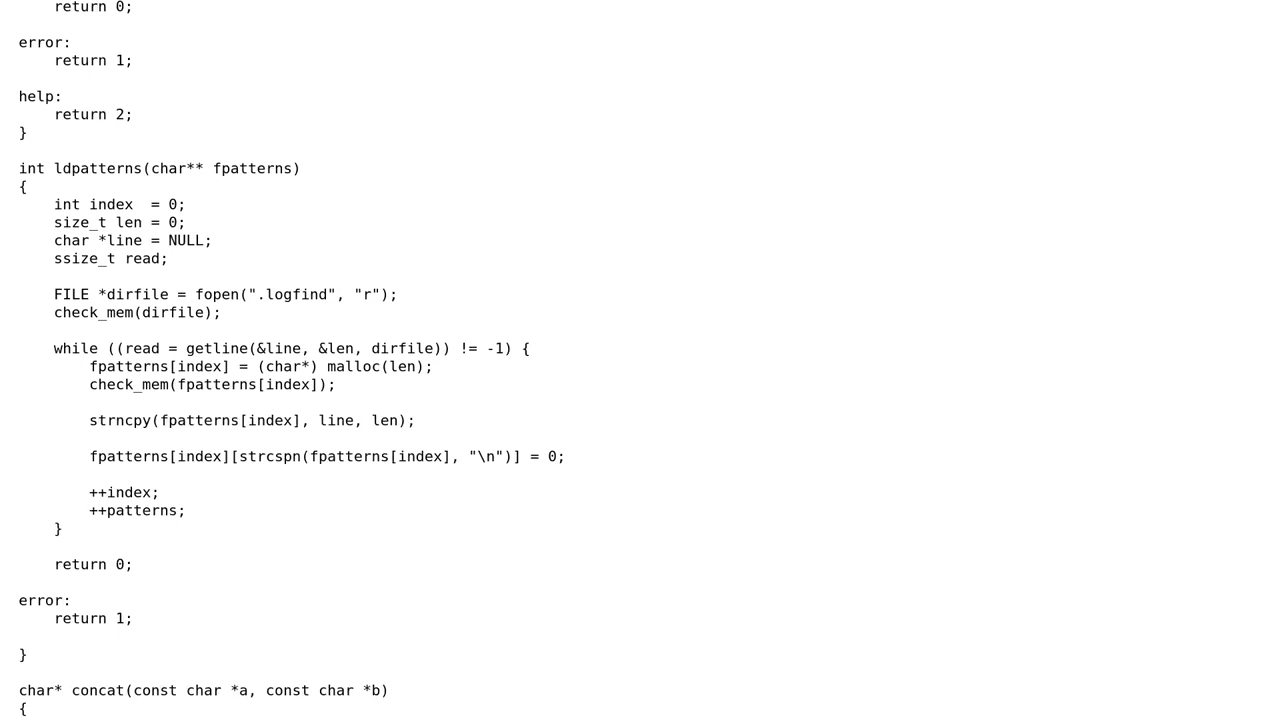 return 0;

error:
    return 1;

help:
    return 2;
}

int ldpatterns(char** fpatterns)
{
    int index  = 0;
    size_t len = 0;
    char *line = NULL;
    ssize_t read;

    FILE *dirfile = fopen(".logfind", "r");
    check_mem(dirfile);

    while ((read = getline(&line, &len, dirfile)) != -1) {
        fpatterns[index] = (char*) malloc(len);
        check_mem(fpatterns[index]);

        strncpy(fpatterns[index], line, len);

        fpatterns[index][strcspn(fpatterns[index], "\n")] = 0;

        ++index;
        ++patterns;
    }

    return 0;

error:
    return 1;

}

char* concat(const char *a, const char *b)
{